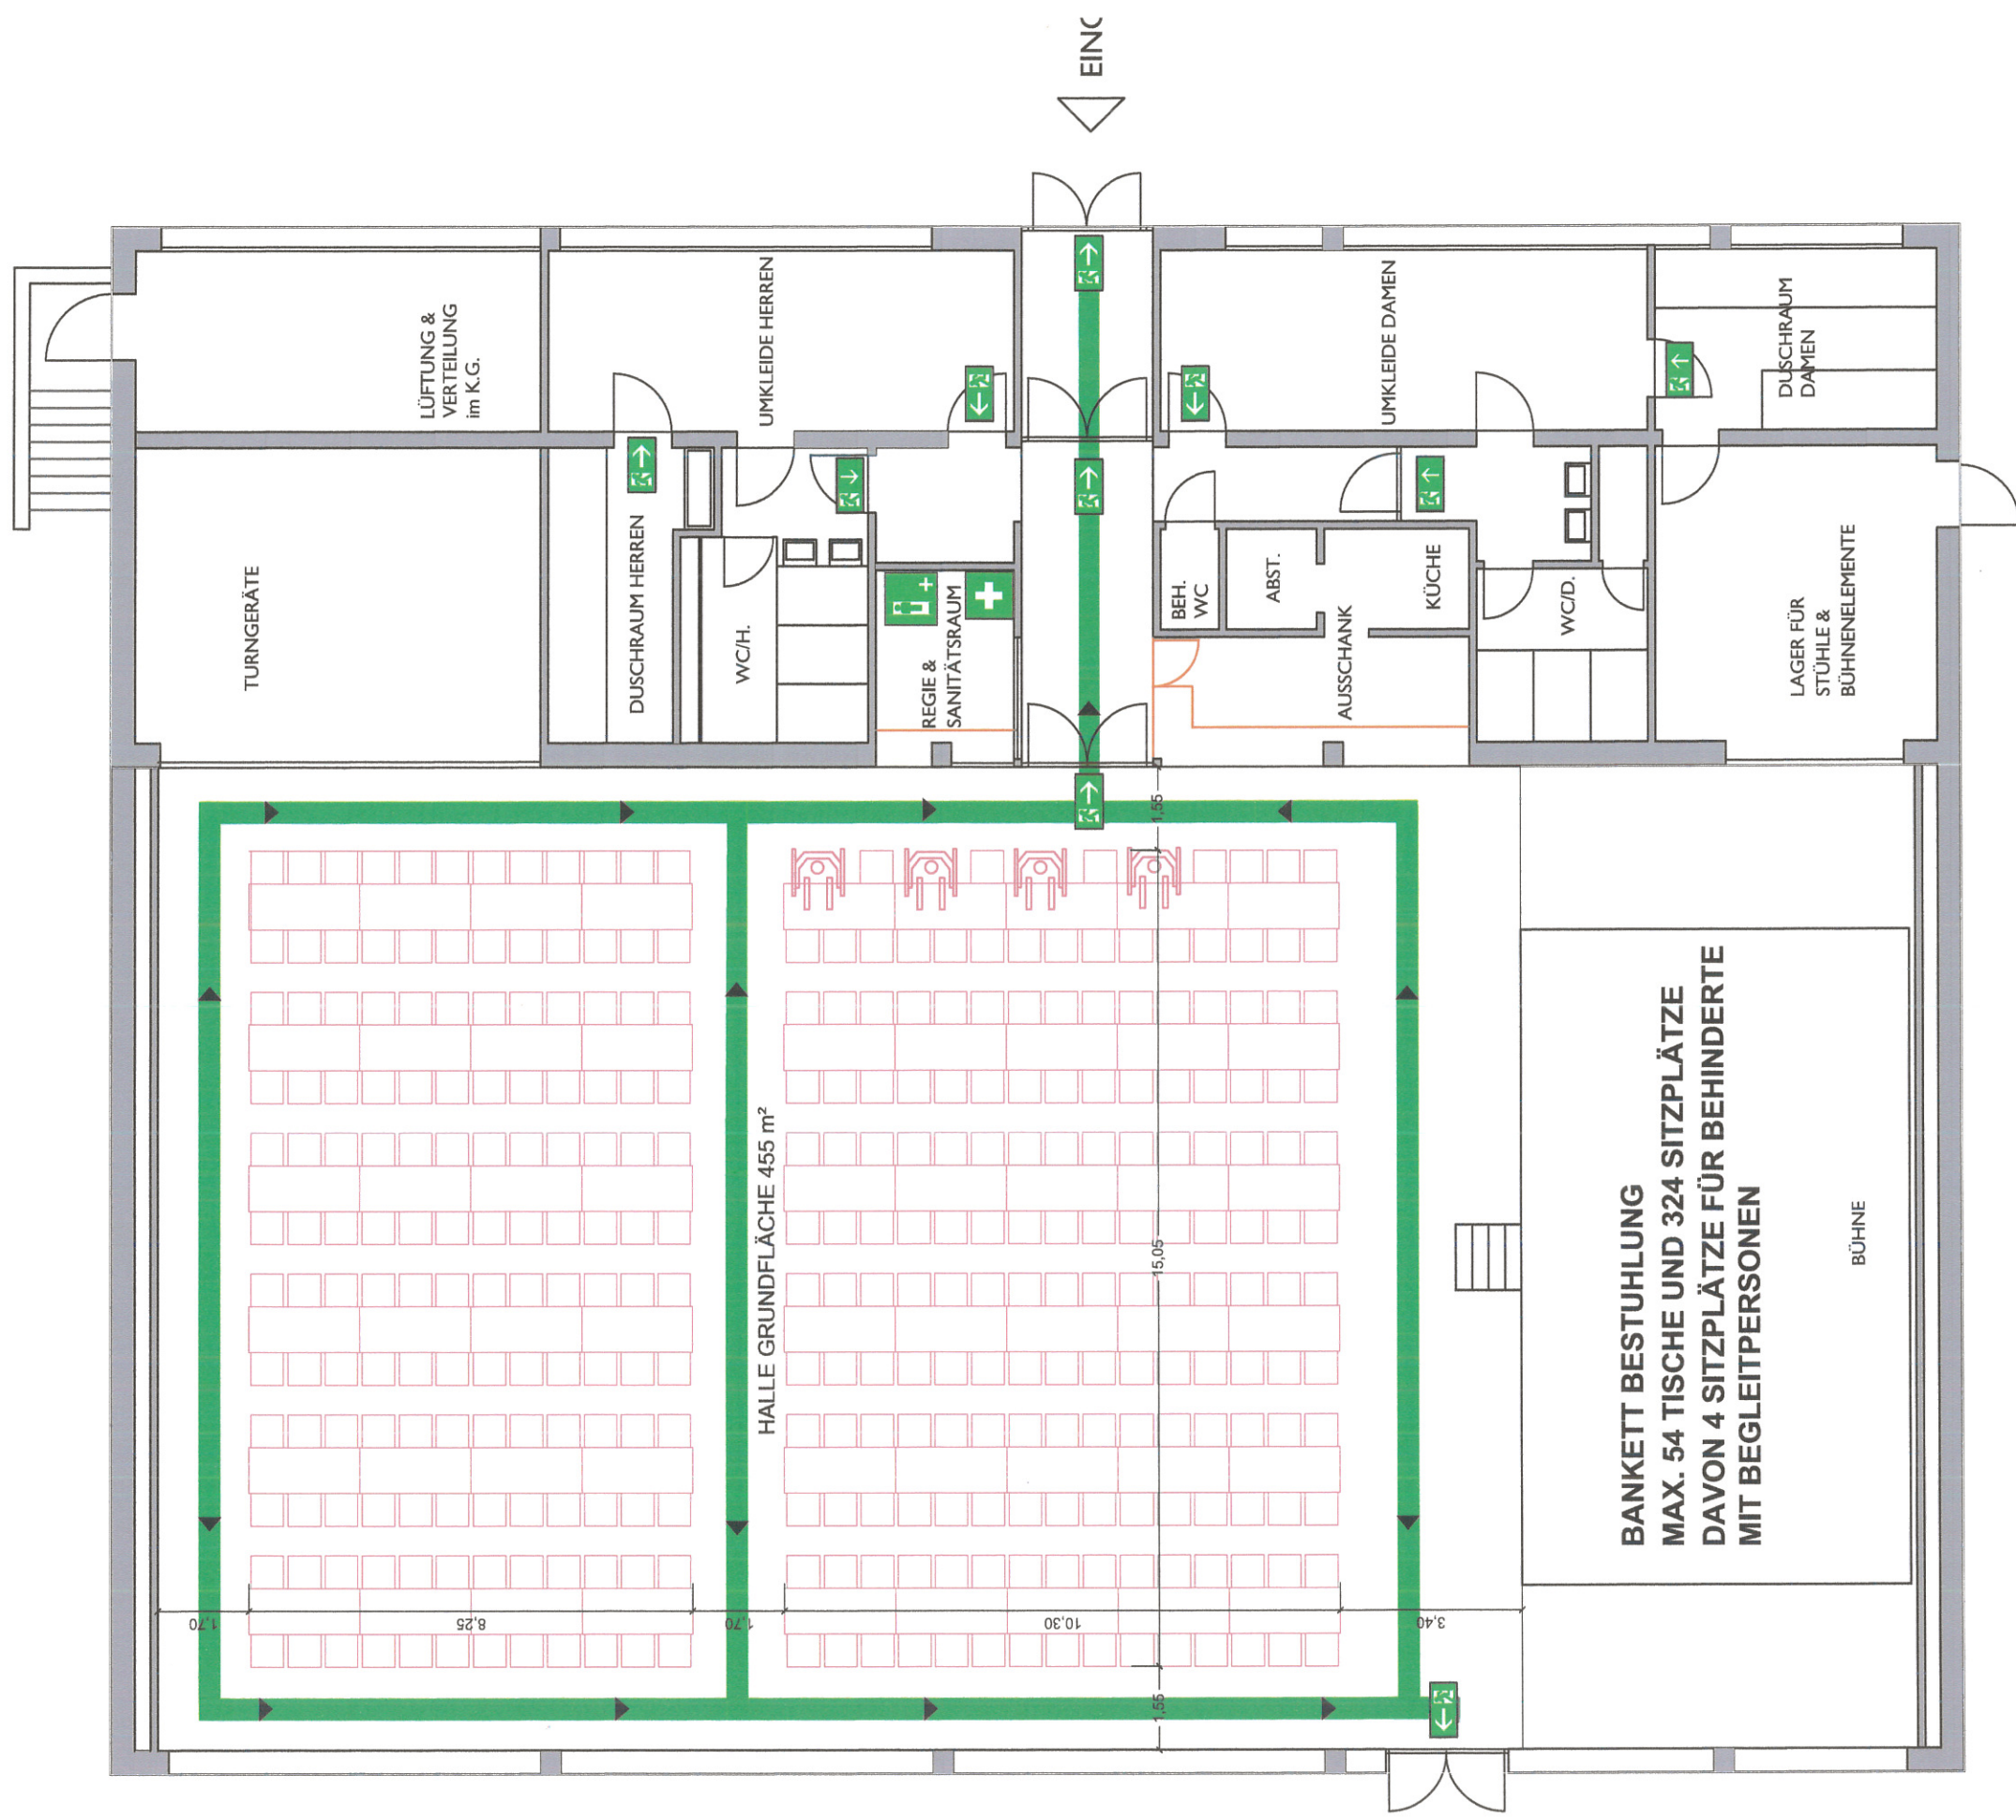 EINC
LÜFTUNG &
VERTEILUNG
im K.G.
UMKLEIDE HERREN
UMKLEIDE DAMEN
DUSCHRAUM
DAMEN
TURNGERÄTE
DUSCHRAUM HERREN
WC/H.
REGIE &
SANITÄTSRAUM
BEH.
WC
ABST.
KÜCHE
AUSSCHANK
WC/D.
LAGER FÜR
STÜHLE &
BÜHNENELEMENTE
1,55
HALLE GRUNDFLÄCHE 455 m²
15,05
1,70
8,25
1,70
10,30
3,40
1,55
BANKETT BESTUHLUNG
MAX. 54 TISCHE UND 324 SITZPLÄTZE
DAVON 4 SITZPLÄTZE FÜR BEHINDERTE
MIT BEGLEITPERSONEN
BÜHNE